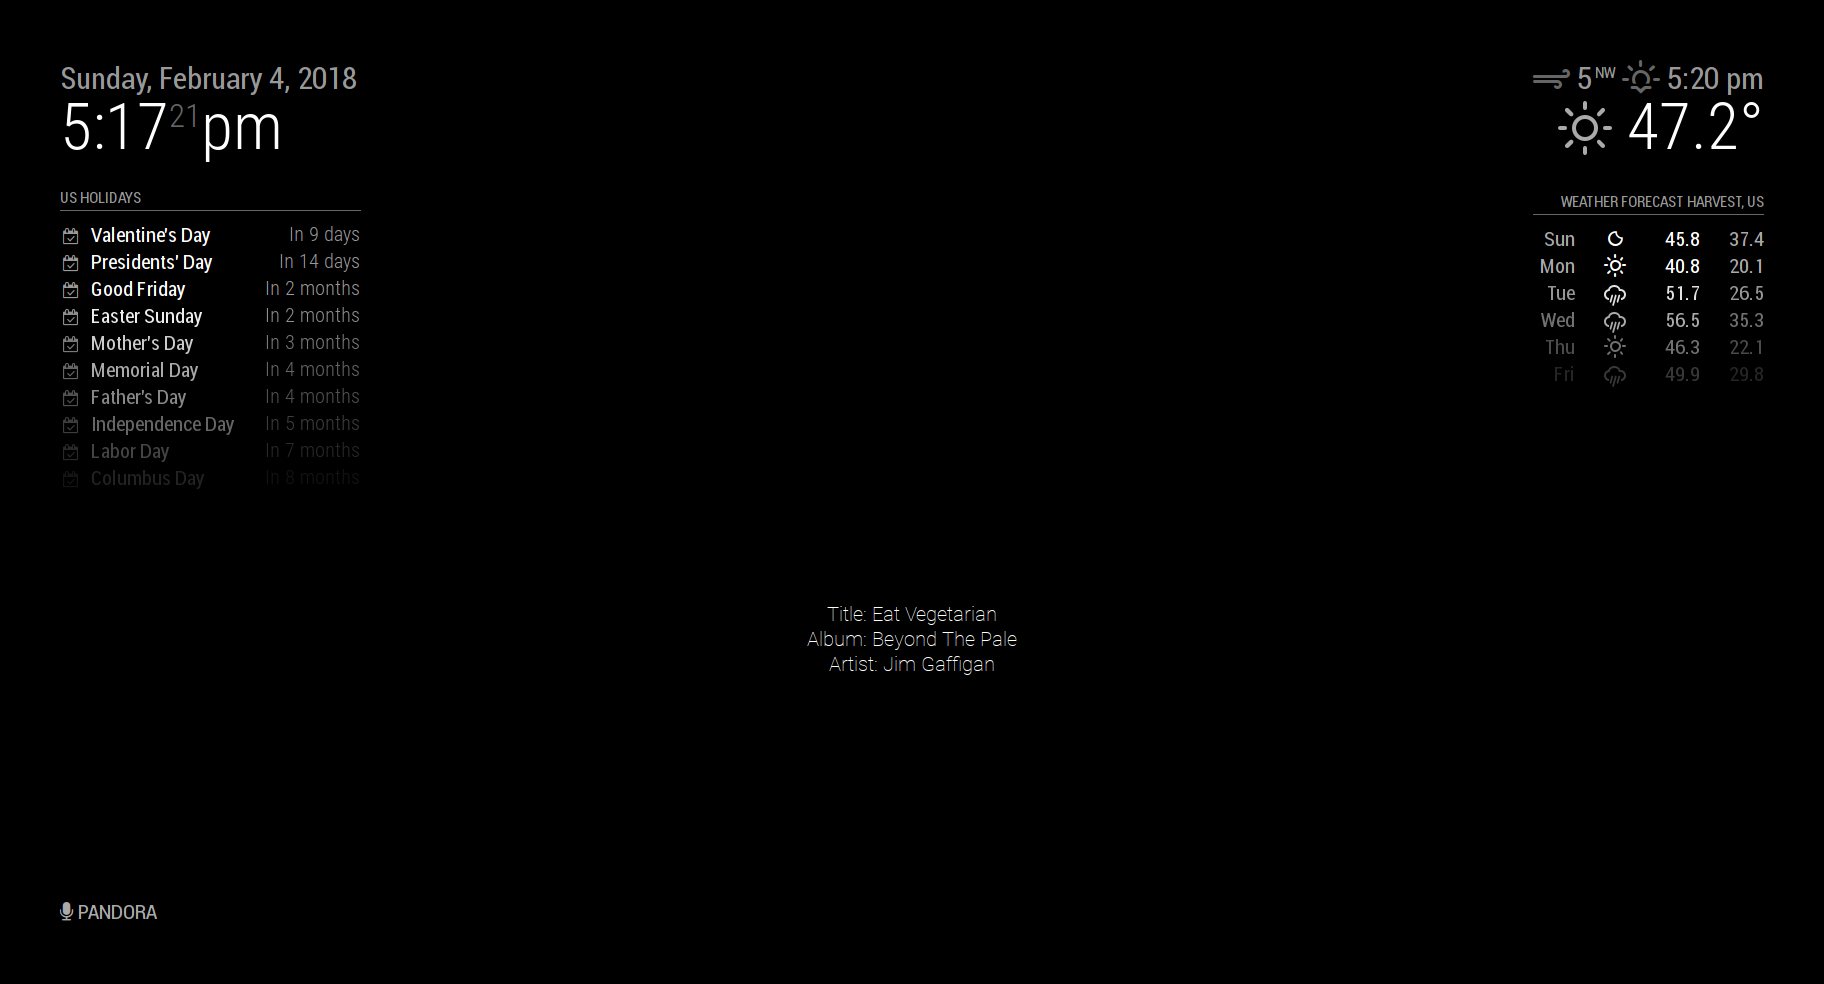 Sunday, February 4, 2018
5:17 21 pm
US HOLIDAYS
Valentine's Day In 9 days
Presidents' Day In 14 days
Good Friday In 2 months
Easter Sunday In 2 months
Mother's Day In 3 months
Memorial Day In 4 months
Father's Day In 4 months
Independence Day In 5 months
Labor Day In 7 months
Columbus Day In 8 months
5 NW 5:20 pm
47.2°
WEATHER FORECAST HARVEST, US
Sun 45.8 37.4
Mon 40.8 20.1
Tue 51.7 26.5
Wed 56.5 35.3
Thu 46.3 22.1
Fri 49.9 29.8
Title: Eat Vegetarian
Album: Beyond The Pale
Artist: Jim Gaffigan
PANDORA